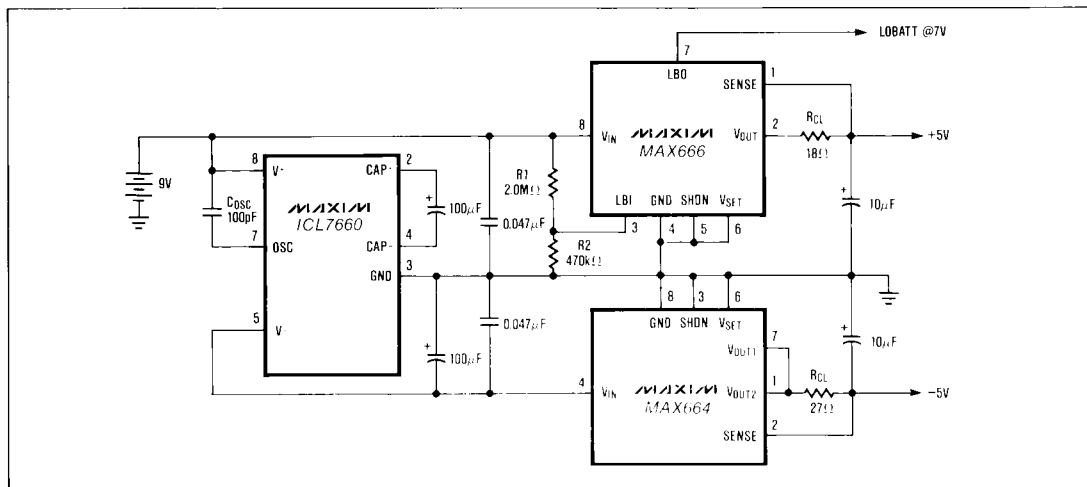 LOBATT @7V
7
LBO
SENSE
1
8
VIN
MAXIM
MAX666
VOUT
2
RCL
18Ω
+5V
R1
2.0MΩ
LBI
GND
SHDN
VSET
3
4
5
6
10µF
+
9V
8
V+
COSC
100pF
7
OSC
MAXIM
ICL7660
CAP-
2
+
100µF
CAP-
4
GND
3
5
V-
0.047µF
R2
470kΩ
0.047µF
+
100µF
8
3
6
GND
SHDN
VSET
4
VIN
MAXIM
MAX664
VOUT1
7
VOUT2
1
SENSE
2
RCL
27Ω
+
10µF
-5V